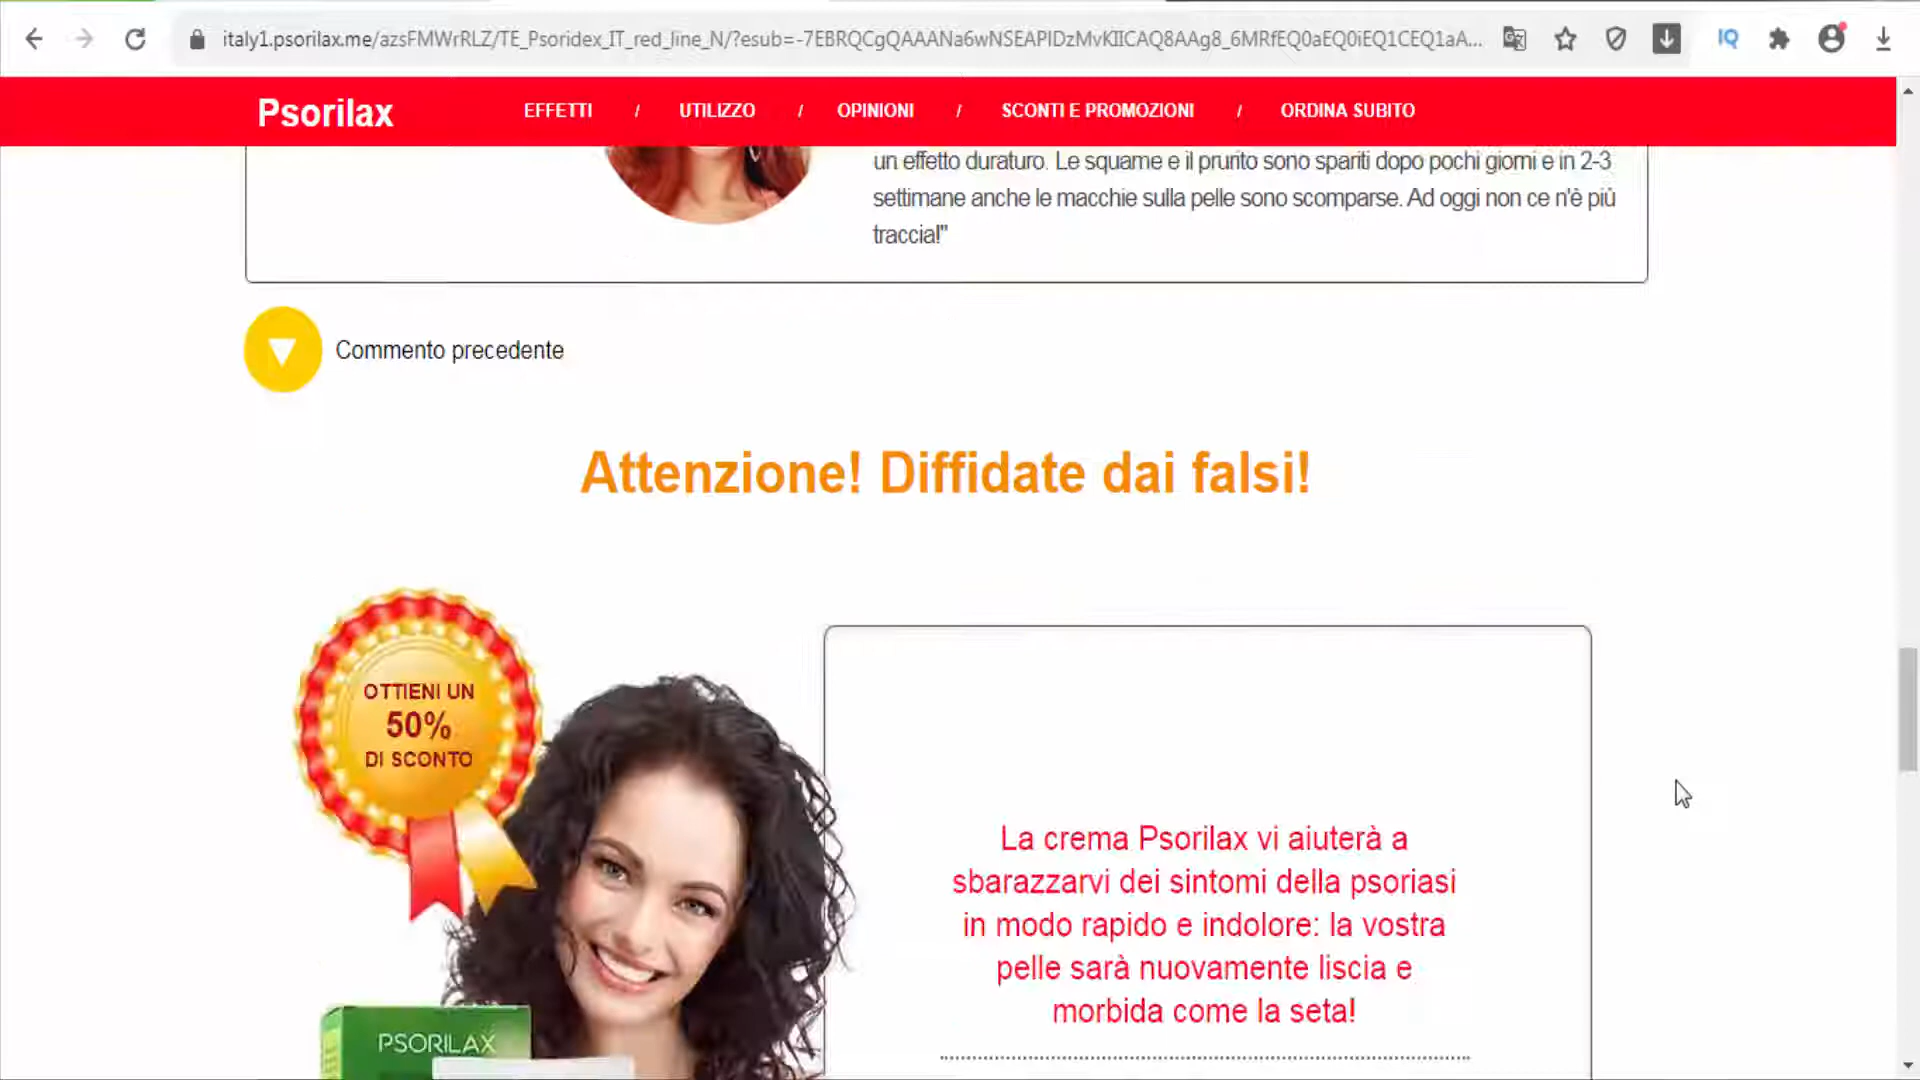 italy1.psorilax.me/azsFMWrRLZ/TE_Psoridex_IT_red_line_N/?esub=-7EBRQCgQAAANa6wNSEAPIDzMvKIICAQ8AAg8_6MRfEQ0aEQ0iEQ1CEQ1aA...
IQ
Psorilax
EFFETTI / UTILIZZO / OPINIONI / SCONTI E PROMOZIONI / ORDINA SUBITO
un effetto duraturo. Le squame e il prurito sono spariti dopo pochi giorni e in 2-3
settimane anche le macchie sulla pelle sono scomparse. Ad oggi non ce n'è più
traccia!"
Commento precedente
Attenzione! Diffidate dai falsi!
OTTIENI UN
50%
DI SCONTO
La crema Psorilax vi aiuterà a
sbarazzarvi dei sintomi della psoriasi
in modo rapido e indolore: la vostra
pelle sarà nuovamente liscia e
morbida come la seta!
PSORILAX